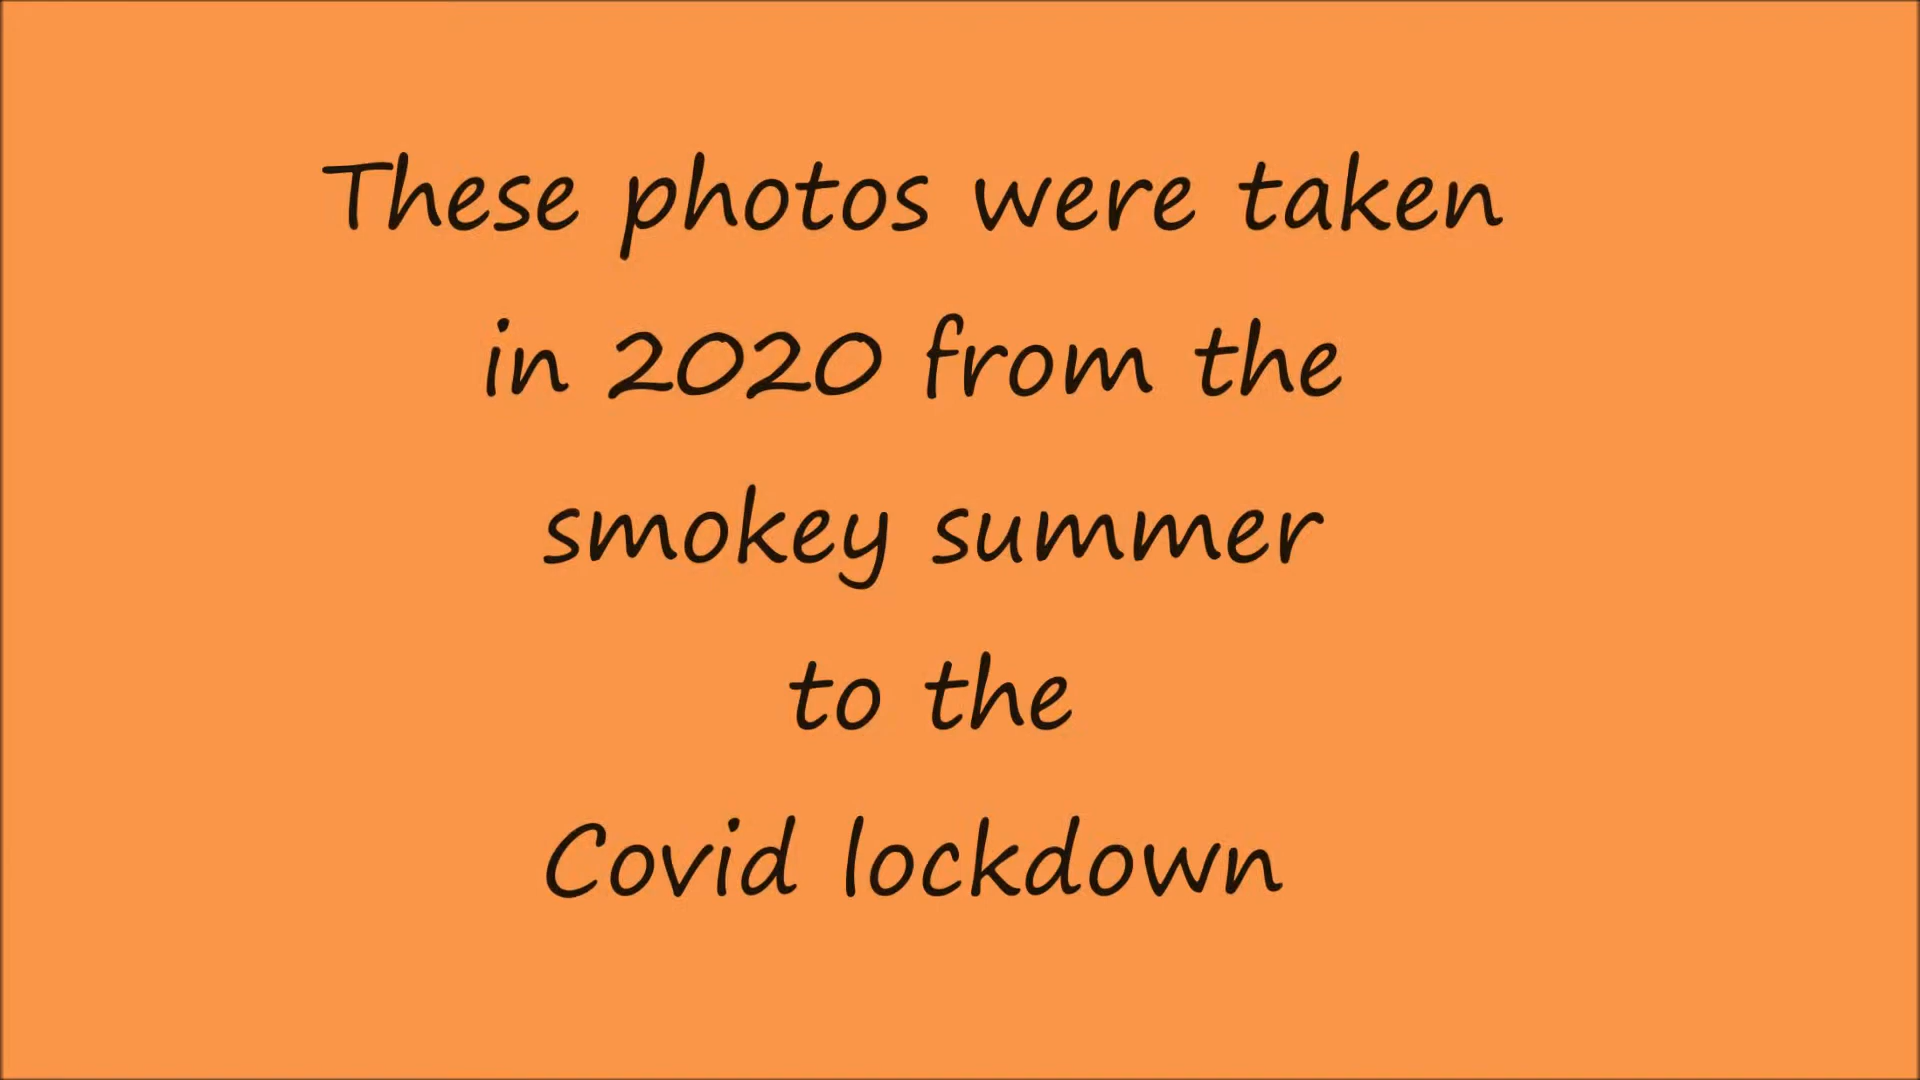 These photos were taken
in 2020 from the
smokey summer
to the
Covid lockdown